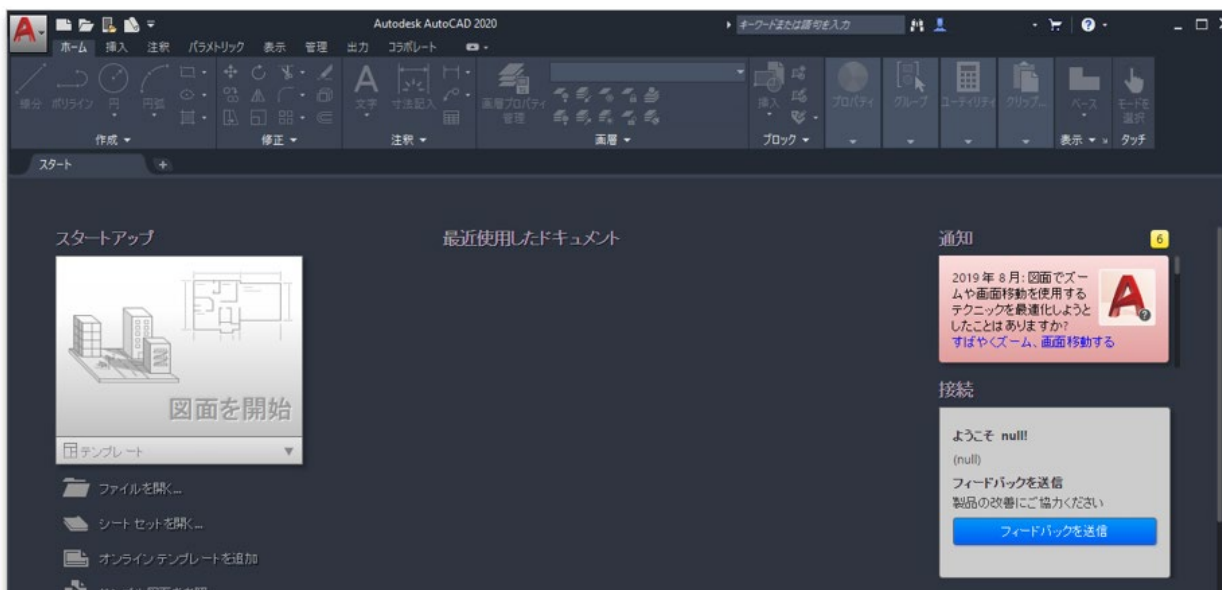 Autodesk AutoCAD 2020
キーワードまたは語句を入力
ホーム 挿入 注釈 パラメトリック 表示 管理 出力 コラボレート
線分 ポリライン 円 円弧
文字 寸法記入
画層プロパティ
管理
挿入
プロパティ
グループ
ユーティリティ
クリップ...
ベース
モードを
選択
作成 修正 注釈 画層 ブロック 表示 タッチ
スタート
スタートアップ
図面を開始
テンプレート
ファイルを開く...
シート セットを開く...
オンライン テンプレートを追加
最近使用したドキュメント
通知 6
2019 年 8 月: 図面でズー
ムや画面移動を使用する
テクニックを最適化しようと
したことはありますか?
すばやくズーム、画面移動する
接続
ようこそ null!
(null)
フィードバックを送信
製品の改善にご協力ください
フィードバックを送信